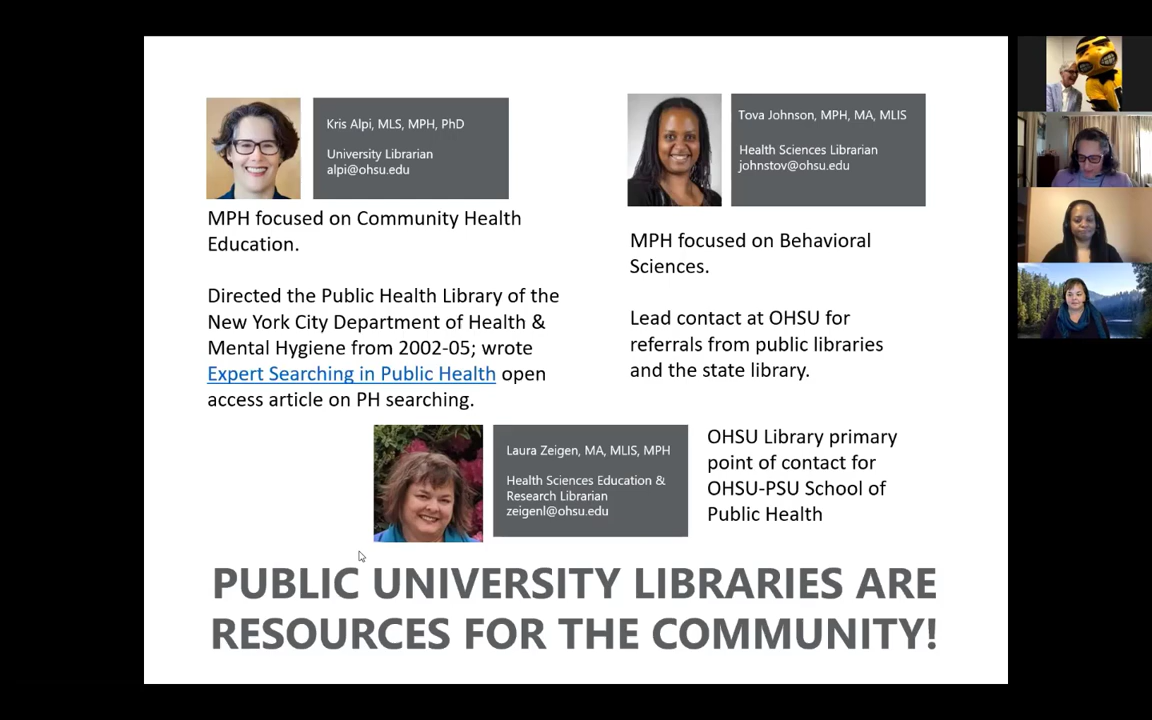 Kris Alpi, MLS, MPH, PhD
University Librarian
alpi@ohsu.edu
MPH focused on Community Health
Education.
Directed the Public Health Library of the
New York City Department of Health &
Mental Hygiene from 2002-05; wrote
Expert Searching in Public Health open
access article on PH searching.
Tova Johnson, MPH, MA, MLIS
Health Sciences Librarian
johnstov@ohsu.edu
MPH focused on Behavioral
Sciences.
Lead contact at OHSU for
referrals from public libraries
and the state library.
Laura Zeigen, MA, MLIS, MPH
Health Sciences Education &
Research Librarian
zeigenl@ohsu.edu
OHSU Library primary
point of contact for
OHSU-PSU School of
Public Health
PUBLIC UNIVERSITY LIBRARIES ARE
RESOURCES FOR THE COMMUNITY!